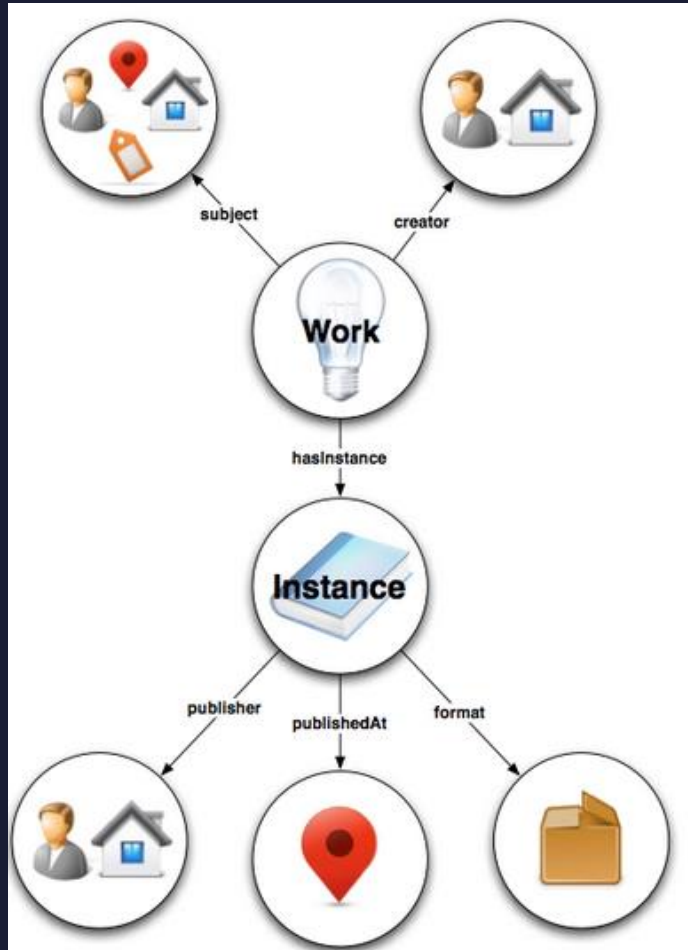 subject
creator
Work
hasInstance
Instance
publisher
publishedAt
format